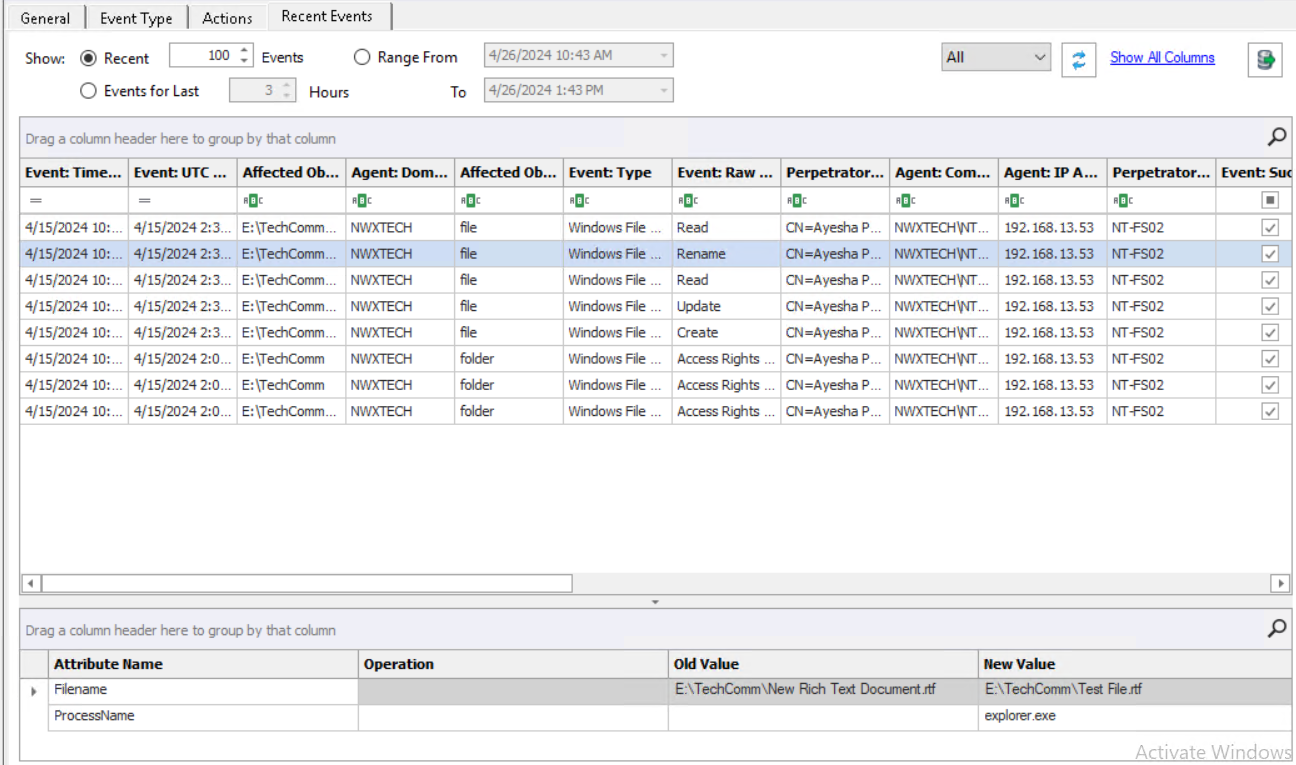 General Event Type Actions Recent Events
Show: Recent 100 Events Range From 4/26/2024 10:43 AM All Show All Columns
Events for Last 3 Hours To 4/26/2024 1:43 PM
Drag a column header here to group by that column
Event: Time... Event: UTC ... Affected Ob... Agent: Dom... Affected Ob... Event: Type Event: Raw ... Perpetrator... Agent: Com... Agent: IP A... Perpetrator... Event: Suc
= = ABC ABC ABC ABC ABC ABC ABC ABC ABC
4/15/2024 10:... 4/15/2024 2:3... E:\TechComm... NWXTECH file Windows File ... Read CN=Ayesha P... NWXTECH\NT... 192.168.13.53 NT-FS02
4/15/2024 10:... 4/15/2024 2:3... E:\TechComm... NWXTECH file Windows File ... Rename CN=Ayesha P... NWXTECH\NT... 192.168.13.53 NT-FS02
4/15/2024 10:... 4/15/2024 2:3... E:\TechComm... NWXTECH file Windows File ... Read CN=Ayesha P... NWXTECH\NT... 192.168.13.53 NT-FS02
4/15/2024 10:... 4/15/2024 2:3... E:\TechComm... NWXTECH file Windows File ... Update CN=Ayesha P... NWXTECH\NT... 192.168.13.53 NT-FS02
4/15/2024 10:... 4/15/2024 2:3... E:\TechComm... NWXTECH file Windows File ... Create CN=Ayesha P... NWXTECH\NT... 192.168.13.53 NT-FS02
4/15/2024 10:... 4/15/2024 2:0... E:\TechComm NWXTECH folder Windows File ... Access Rights ... CN=Ayesha P... NWXTECH\NT... 192.168.13.53 NT-FS02
4/15/2024 10:... 4/15/2024 2:0... E:\TechComm NWXTECH folder Windows File ... Access Rights ... CN=Ayesha P... NWXTECH\NT... 192.168.13.53 NT-FS02
4/15/2024 10:... 4/15/2024 2:0... E:\TechComm... NWXTECH folder Windows File ... Access Rights ... CN=Ayesha P... NWXTECH\NT... 192.168.13.53 NT-FS02
Drag a column header here to group by that column
Attribute Name Operation Old Value New Value
Filename E:\TechComm\New Rich Text Document.rtf E:\TechComm\Test File.rtf
ProcessName explorer.exe
Activate Windows